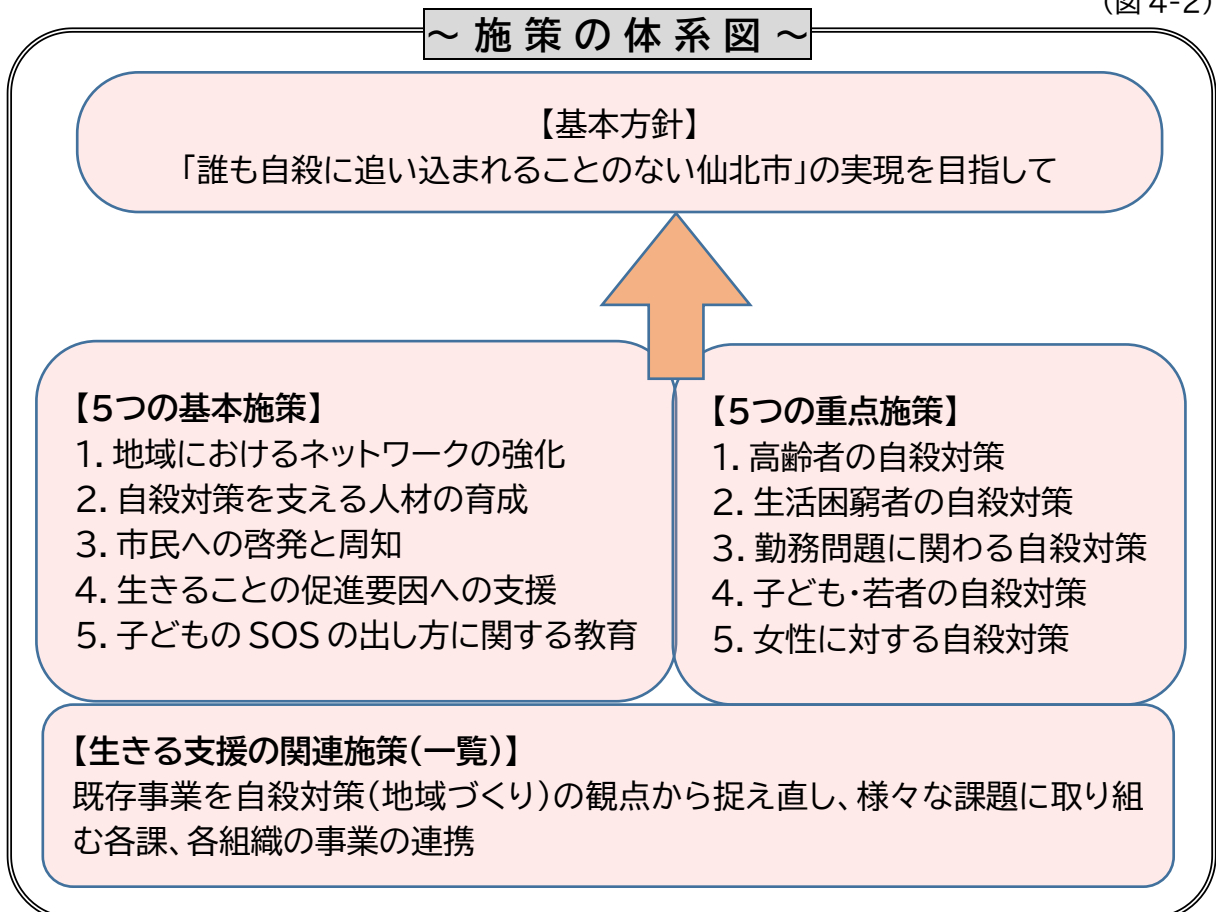 (図 4-2)
～ 施 策 の 体 系 図 ～
【基本方針】
「誰も自殺に追い込まれることのない仙北市」の実現を目指して
【5つの基本施策】
1. 地域におけるネットワークの強化
2. 自殺対策を支える人材の育成
3. 市民への啓発と周知
4. 生きることの促進要因への支援
5. 子どもの SOS の出し方に関する教育
【5つの重点施策】
1. 高齢者の自殺対策
2. 生活困窮者の自殺対策
3. 勤務問題に関わる自殺対策
4. 子ども・若者の自殺対策
5. 女性に対する自殺対策
【生きる支援の関連施策(一覧)】
既存事業を自殺対策(地域づくり)の観点から捉え直し、様々な課題に取り組
む各課、各組織の事業の連携